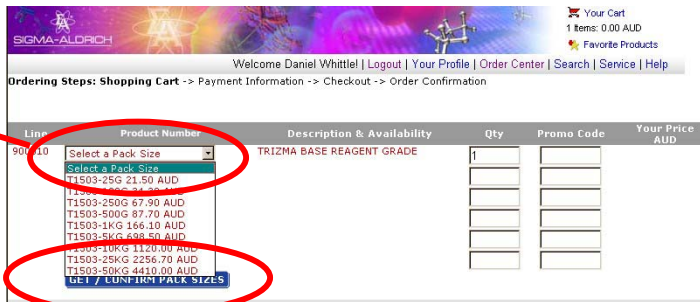 Your Cart
SIGMA-ALDRICH
1 Items: 0.00 AUD
Favorite Products
Welcome Daniel Whittle! | Logout | Your Profile | Order Center | Search | Service | Help
Ordering Steps: Shopping Cart -> Payment Information -> Checkout -> Order Confirmation
Line Product Number Description & Availability Qty Promo Code Your Price AUD
Select a Pack Size TRIZMA BASE REAGENT GRADE 1
Select a Pack Size
T1503-25G 21.50 AUD
T1503-250G 67.90 AUD
T1503-500G 87.70 AUD
T1503-1KG 166.10 AUD
T1503-5KG 698.50 AUD
T1503-10KG 1120.00 AUD
T1503-25KG 2256.70 AUD
T1503-50KG 4410.00 AUD
GET / CONFIRM PACK SIZES